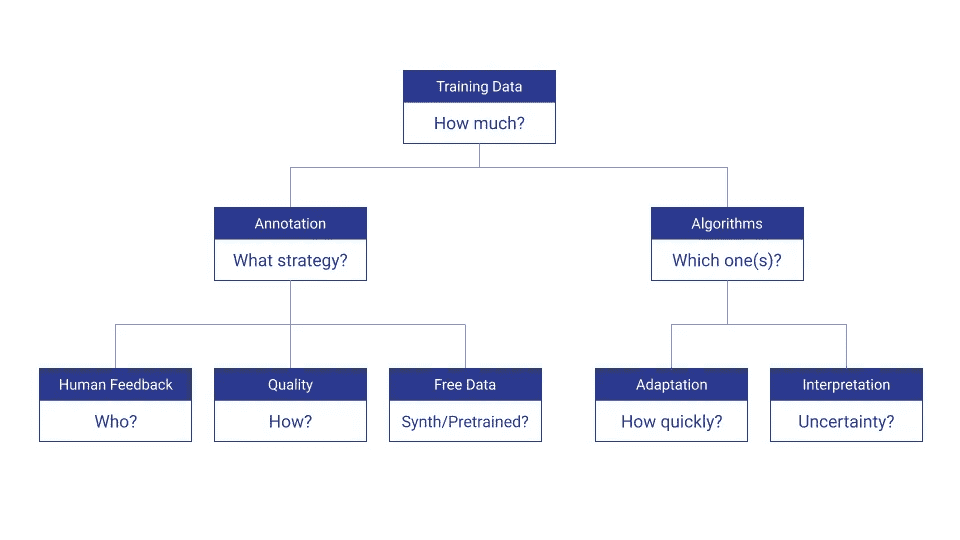 Training Data
How much?
Annotation
What strategy?
Algorithms
Which one(s)?
Human Feedback
Who?
Quality
How?
Free Data
Synth/Pretrained?
Adaptation
How quickly?
Interpretation
Uncertainty?